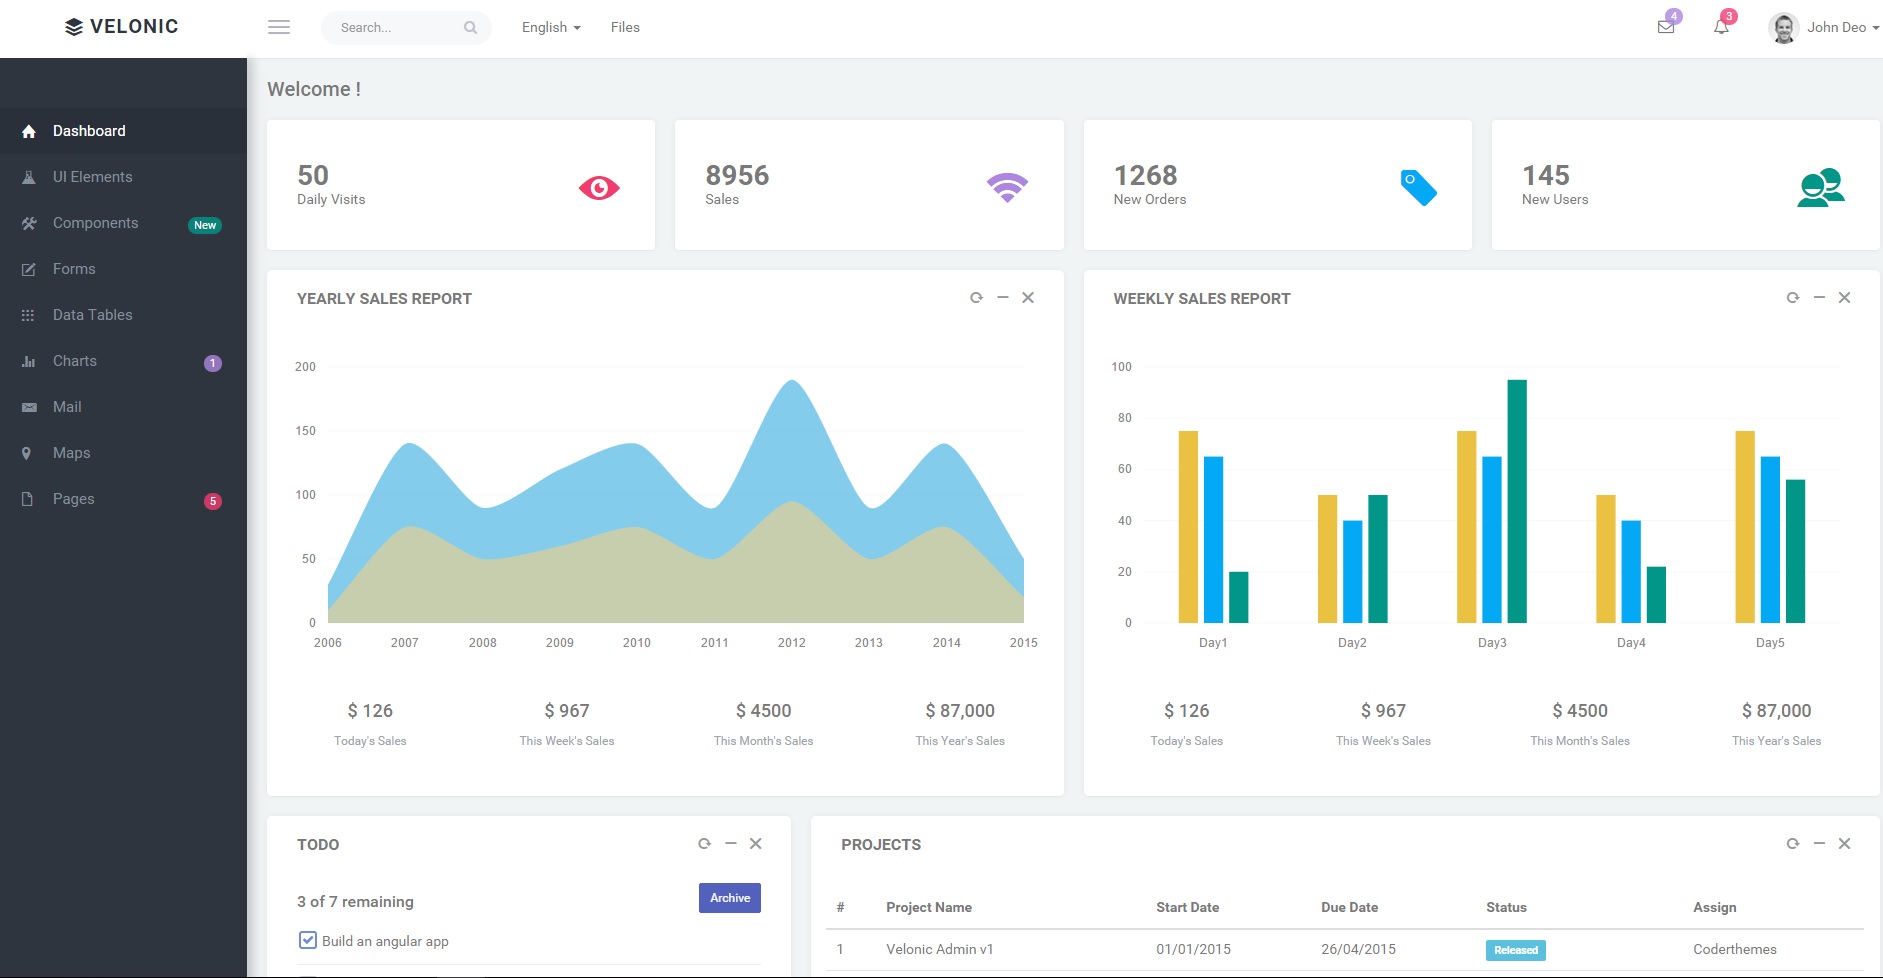 VELONIC
Search...
English
Files
4
3
John Deo
Dashboard
UI Elements
Components New
Forms
Data Tables
Charts 1
Mail
Maps
Pages 5
Welcome !
50
Daily Visits
8956
Sales
1268
New Orders
145
New Users
YEARLY SALES REPORT
200
150
100
50
0
2006 2007 2008 2009 2010 2011 2012 2013 2014 2015
$ 126 $ 967 $ 4500 $ 87,000
Today's Sales This Week's Sales This Month's Sales This Year's Sales
WEEKLY SALES REPORT
100
80
60
40
20
0
Day1 Day2 Day3 Day4 Day5
$ 126 $ 967 $ 4500 $ 87,000
Today's Sales This Week's Sales This Month's Sales This Year's Sales
TODO
3 of 7 remaining
Archive
Build an angular app
PROJECTS
# Project Name Start Date Due Date Status Assign
1 Velonic Admin v1 01/01/2015 26/04/2015 Released Coderthemes